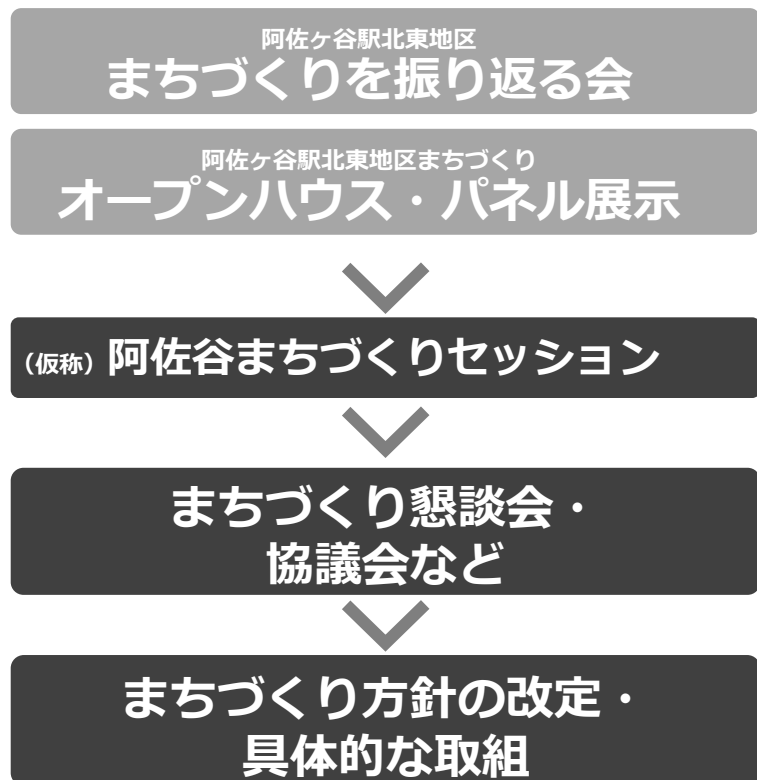 阿佐ヶ谷駅北東地区
まちづくりを振り返る会
阿佐ヶ谷駅北東地区まちづくり
オープンハウス・パネル展示
（仮称）阿佐谷まちづくりセッション
まちづくり懇談会・
協議会など
まちづくり方針の改定・
具体的な取組